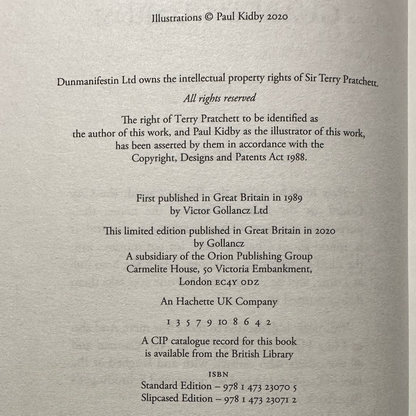 Illustrations © Paul Kidby 2020
Dunmanifestin Ltd owns the intellectual property rights of Sir Terry Pratchett.
All rights reserved
The right of Terry Pratchett to be identified as
the author of this work, and Paul Kidby as the illustrator of this work,
has been asserted by them in accordance with the
Copyright, Designs and Patents Act 1988.
First published in Great Britain in 1989
by Victor Gollancz Ltd
This limited edition published in Great Britain in 2020
by Gollancz
A subsidiary of the Orion Publishing Group
Carmelite House, 50 Victoria Embankment,
London EC4Y 0DZ
An Hachette UK Company
1 3 5 7 9 10 8 6 4 2
A CIP catalogue record for this book
is available from the British Library
ISBN
Standard Edition – 978 1 473 23070 5
Slipcased Edition – 978 1 473 23071 2